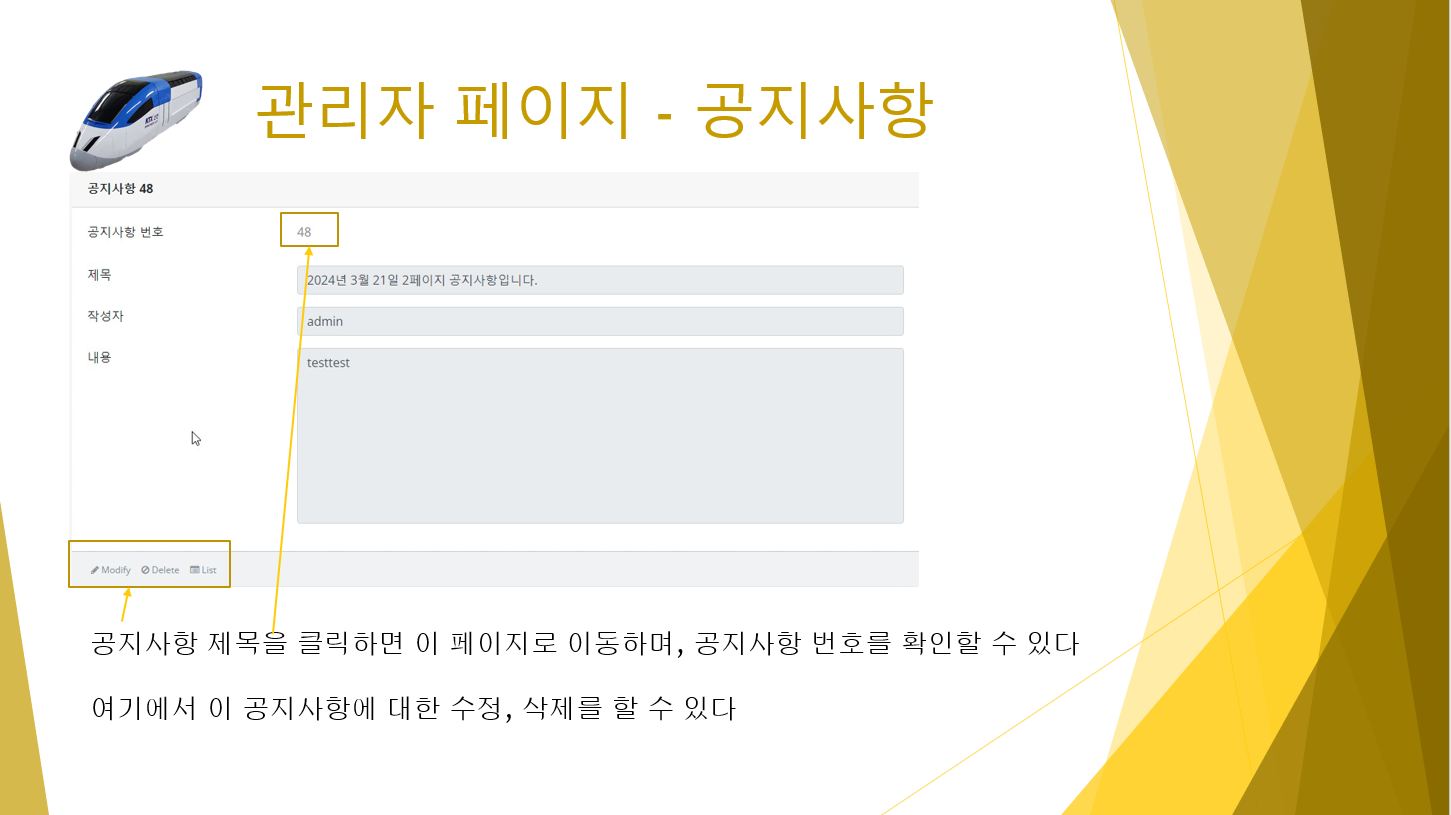 관리자 페이지 - 공지사항
공지사항 48
공지사항 번호 48
제목 2024년 3월 21일 2페이지 공지사항입니다.
작성자 admin
내용 testtest
Modify Delete List
공지사항 제목을 클릭하면 이 페이지로 이동하며, 공지사항 번호를 확인할 수 있다
여기에서 이 공지사항에 대한 수정, 삭제를 할 수 있다